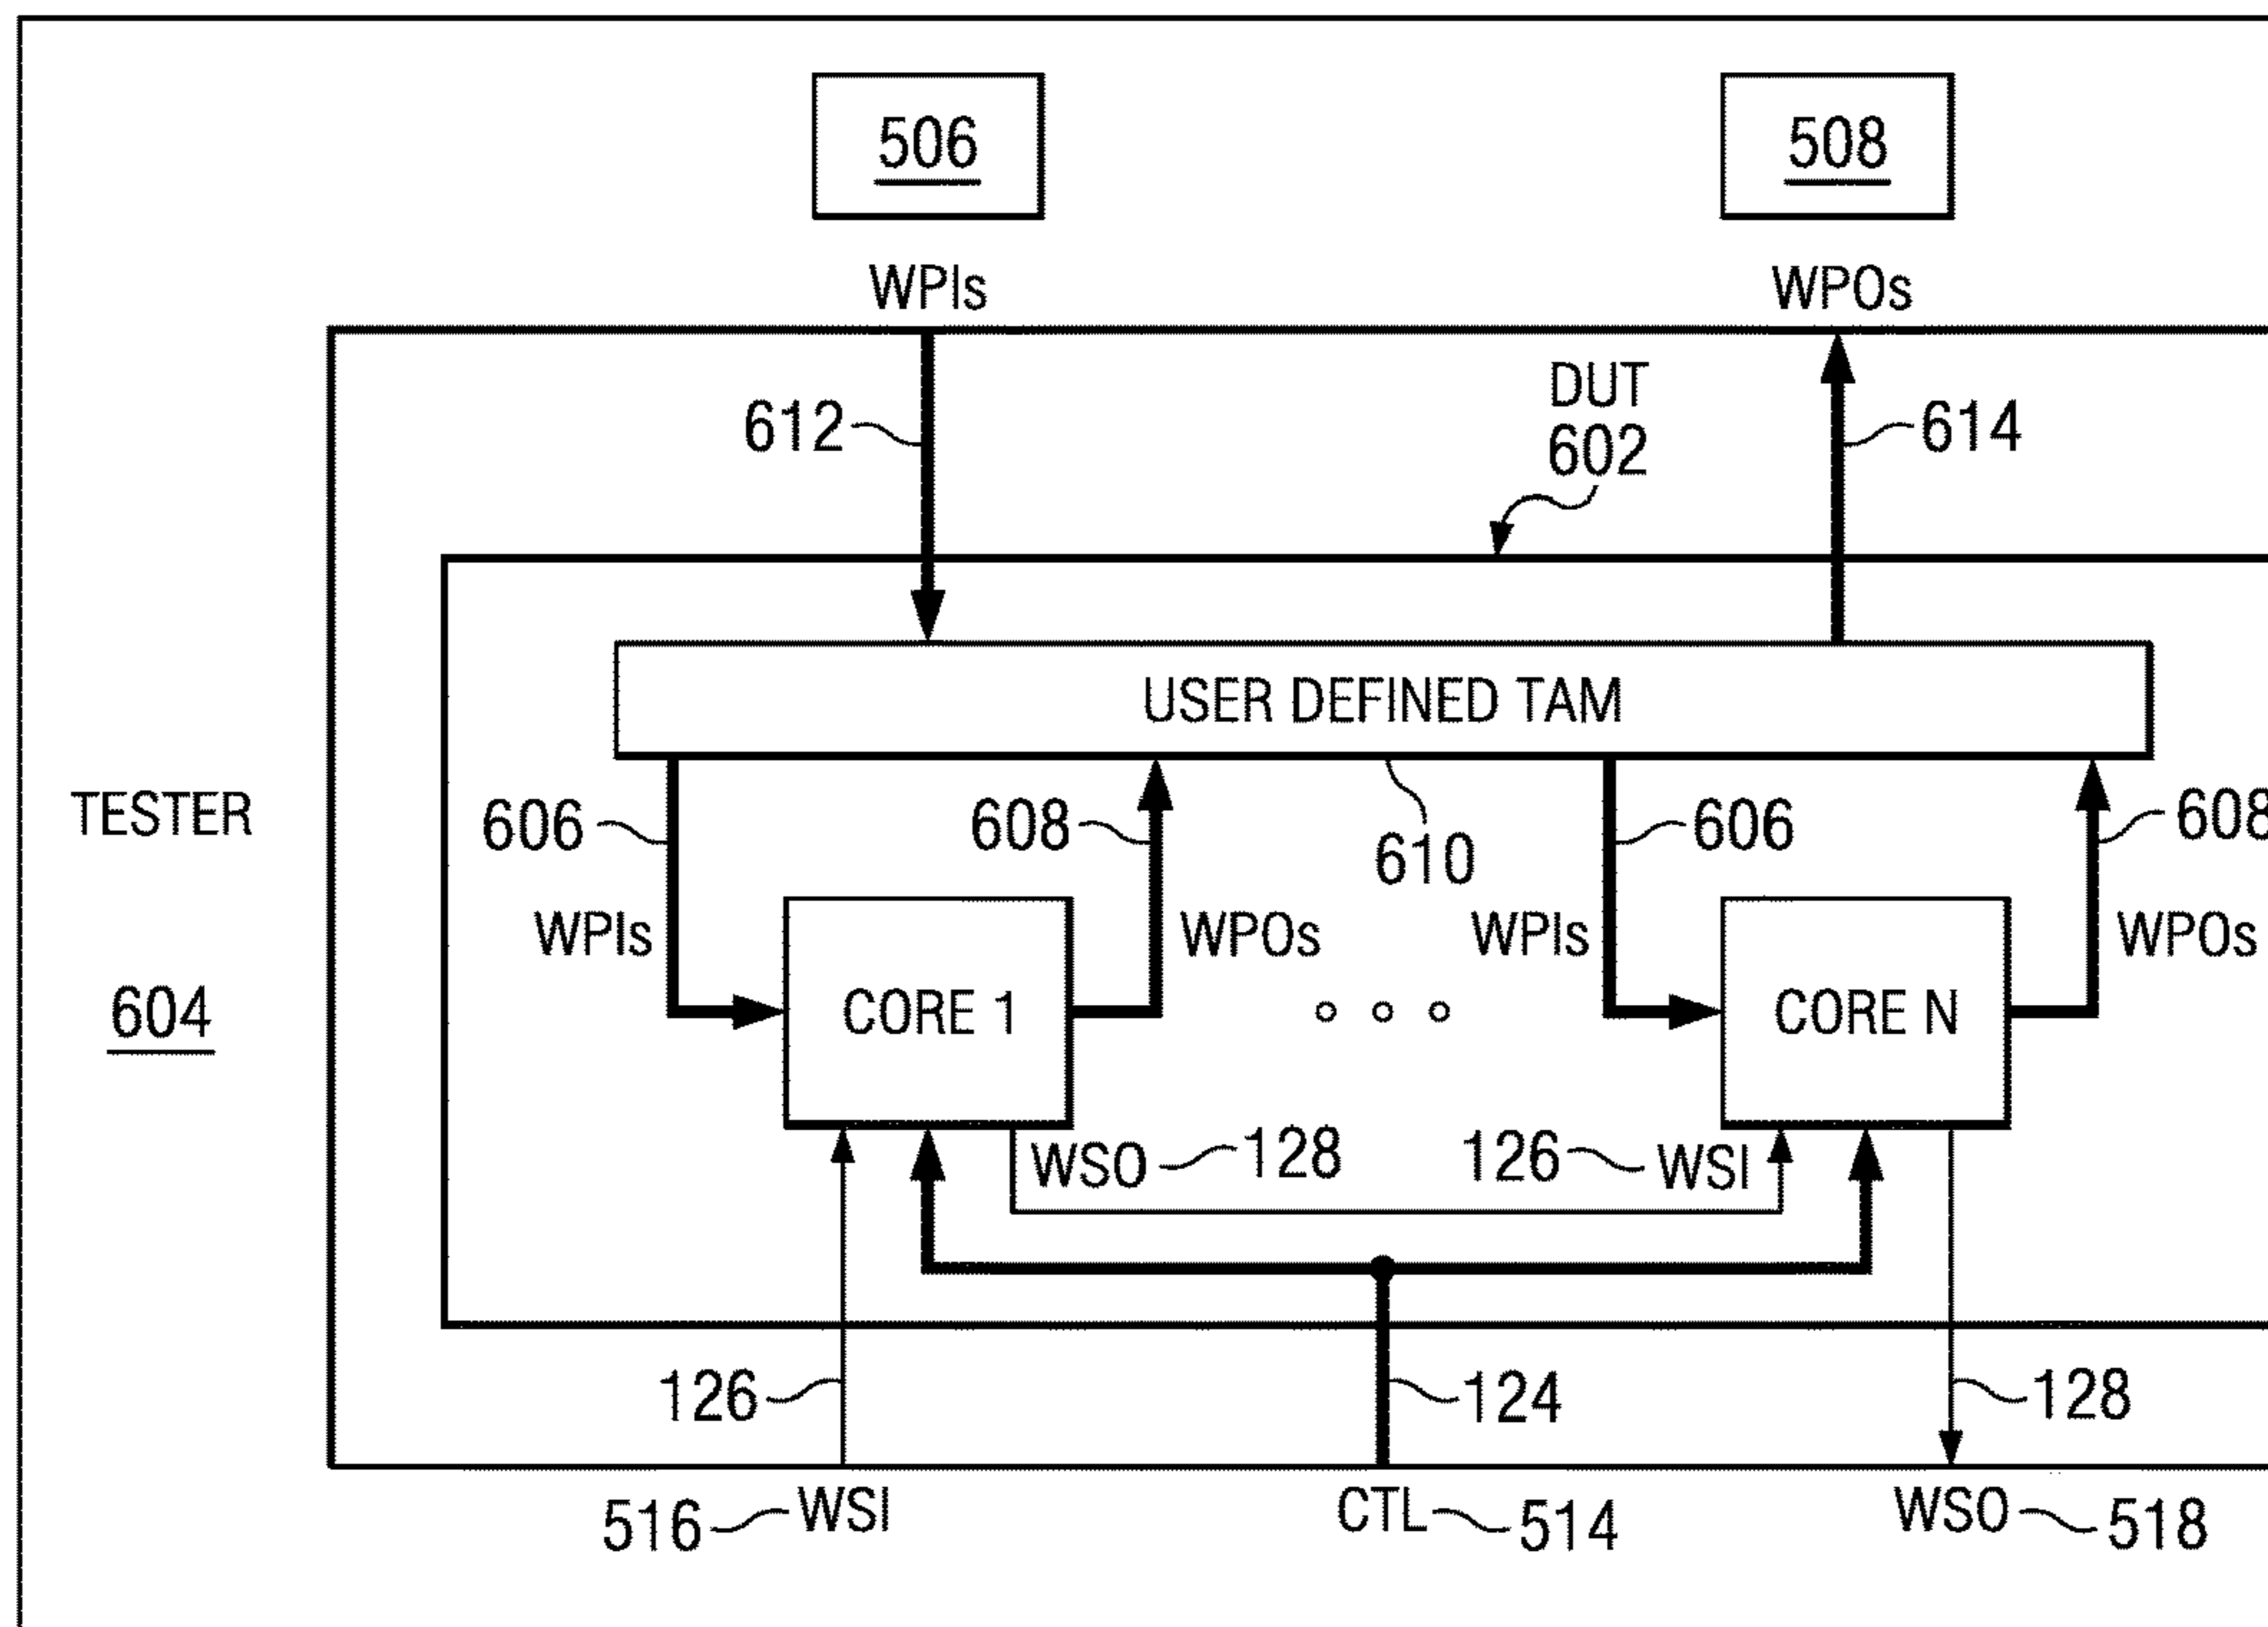 506 508
WPIs WPOs
DUT
612 602 614
USER DEFINED TAM
TESTER 606 608 610 606 608
WPIs WPOs WPIs WPOs
604 CORE 1 CORE N
WSO 128 126 WSI
126 124 128
516 WSI CTL 514 WSO 518